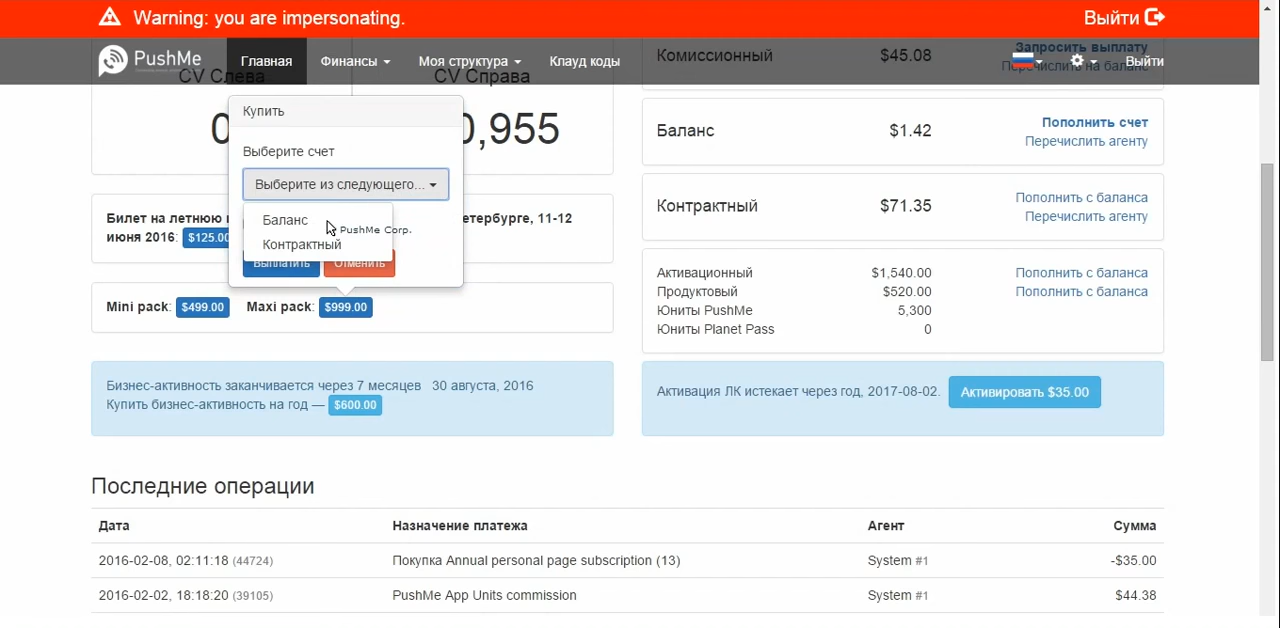 Warning: you are impersonating.
Выйти
PushMe
Главная
Финансы
Моя структура
Клауд коды
Выйти
CV Слева
CV Справа
0
0,955
Купить
Выберите счет
Выберите из следующего...
Баланс
Контрактный
PushMe Corp.
Выплатить
Отменить
Билет на летнюю
етербурге, 11-12
июня 2016: $125.00
Mini pack: $499.00 Maxi pack: $999.00
Бизнес-активность заканчивается через 7 месяцев 30 августа, 2016
Купить бизнес-активность на год — $600.00
Комиссионный $45.08 Запросить выплату
Перечислить на баланс
Баланс $1.42 Пополнить счет
Перечислить агенту
Контрактный $71.35 Пополнить с баланса
Перечислить агенту
Активационный $1,540.00 Пополнить с баланса
Продуктовый $520.00 Пополнить с баланса
Юниты PushMe 5,300
Юниты Planet Pass 0
Активация ЛК истекает через год, 2017-08-02. Активировать $35.00
Последние операции
Дата Назначение платежа Агент Сумма
2016-02-08, 02:11:18 (44724) Покупка Annual personal page subscription (13) System #1 -$35.00
2016-02-02, 18:18:20 (39105) PushMe App Units commission System #1 $44.38